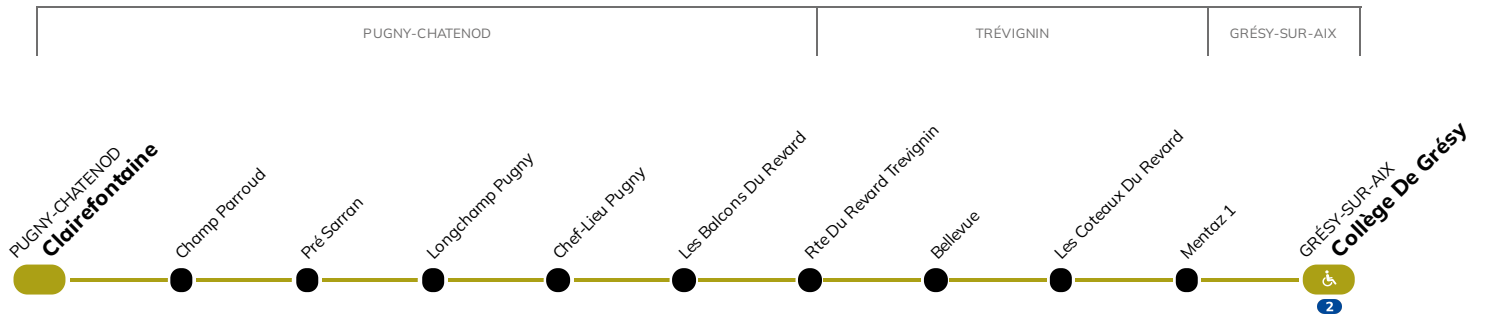 PUGNY-CHATENOD
TRÉVIGNIN
GRÉSY-SUR-AIX
PUGNY-CHATENOD
Clairefontaine
Champ Parroud
Pré Sarran
Longchamp Pugny
Chef-Lieu Pugny
Les Balcons Du Revard
Rte Du Revard Trevignin
Bellevue
Les Coteaux Du Revard
Mentaz 1
GRÉSY-SUR-AIX
Collège De Grésy
2